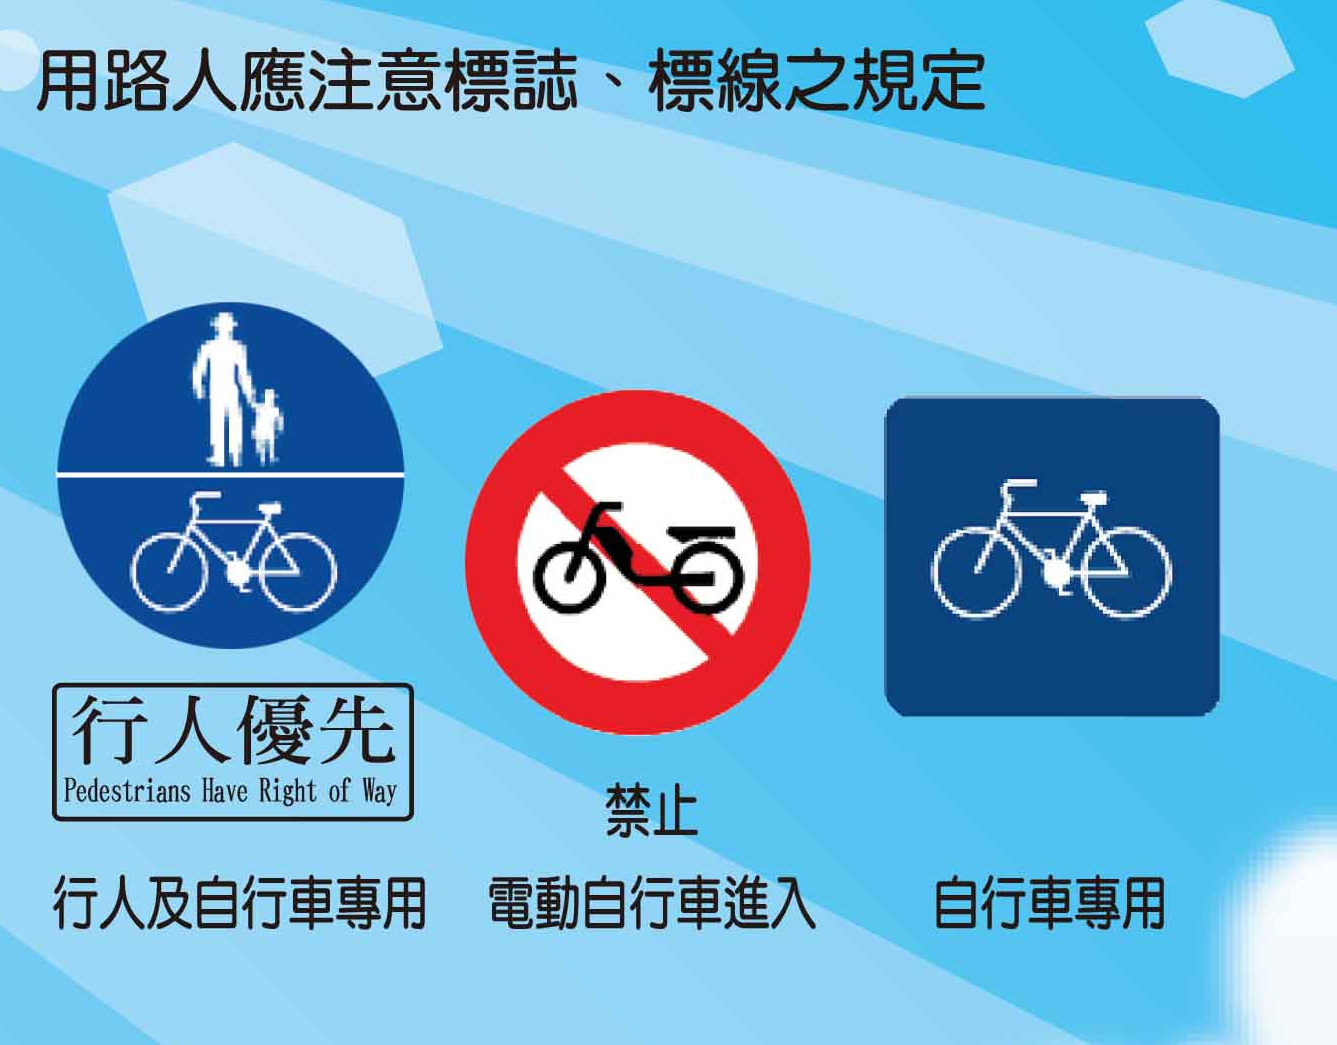 用路人應注意標誌、標線之規定
行人優先
Pedestrians Have Right of Way
行人及自行車專用
禁止
電動自行車進入
自行車專用